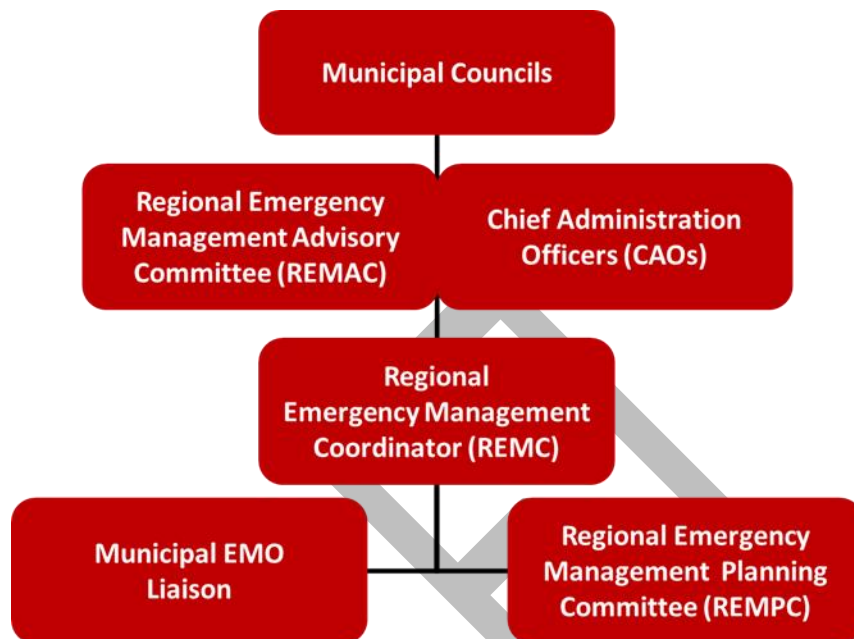 Municipal Councils
Regional Emergency
Management Advisory
Committee (REMAC)
Chief Administration
Officers (CAOs)
Regional
Emergency Management
Coordinator (REMC)
Municipal EMO
Liaison
Regional Emergency
Management Planning
Committee (REMPC)